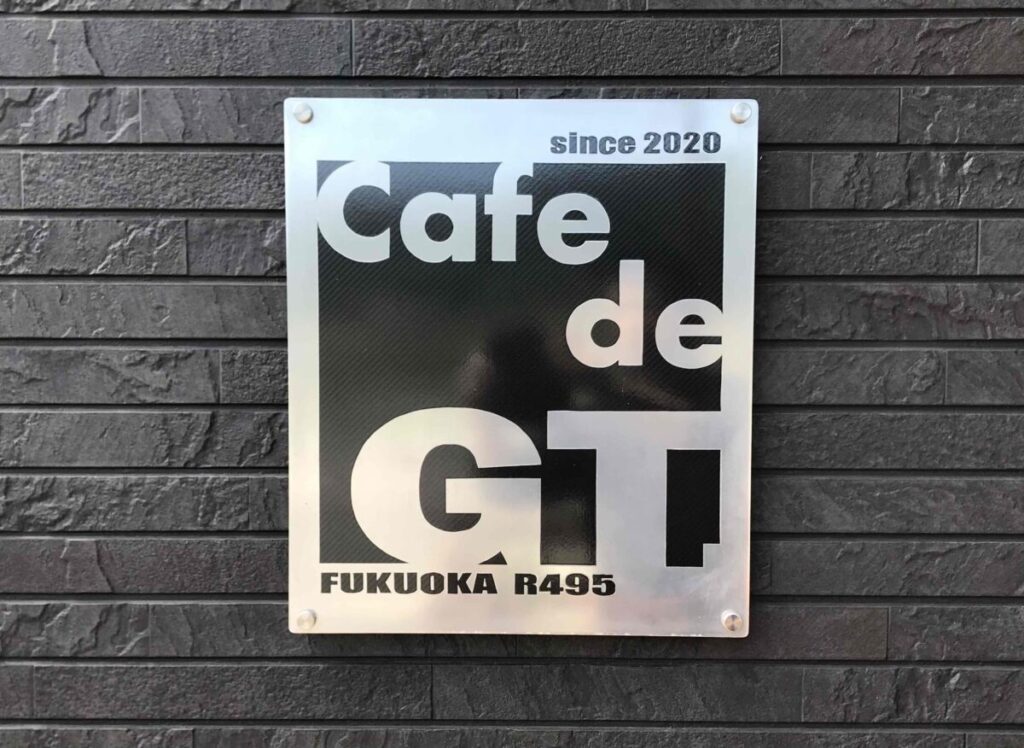 since 2020
Cafe
de
GT
FUKUOKA R495